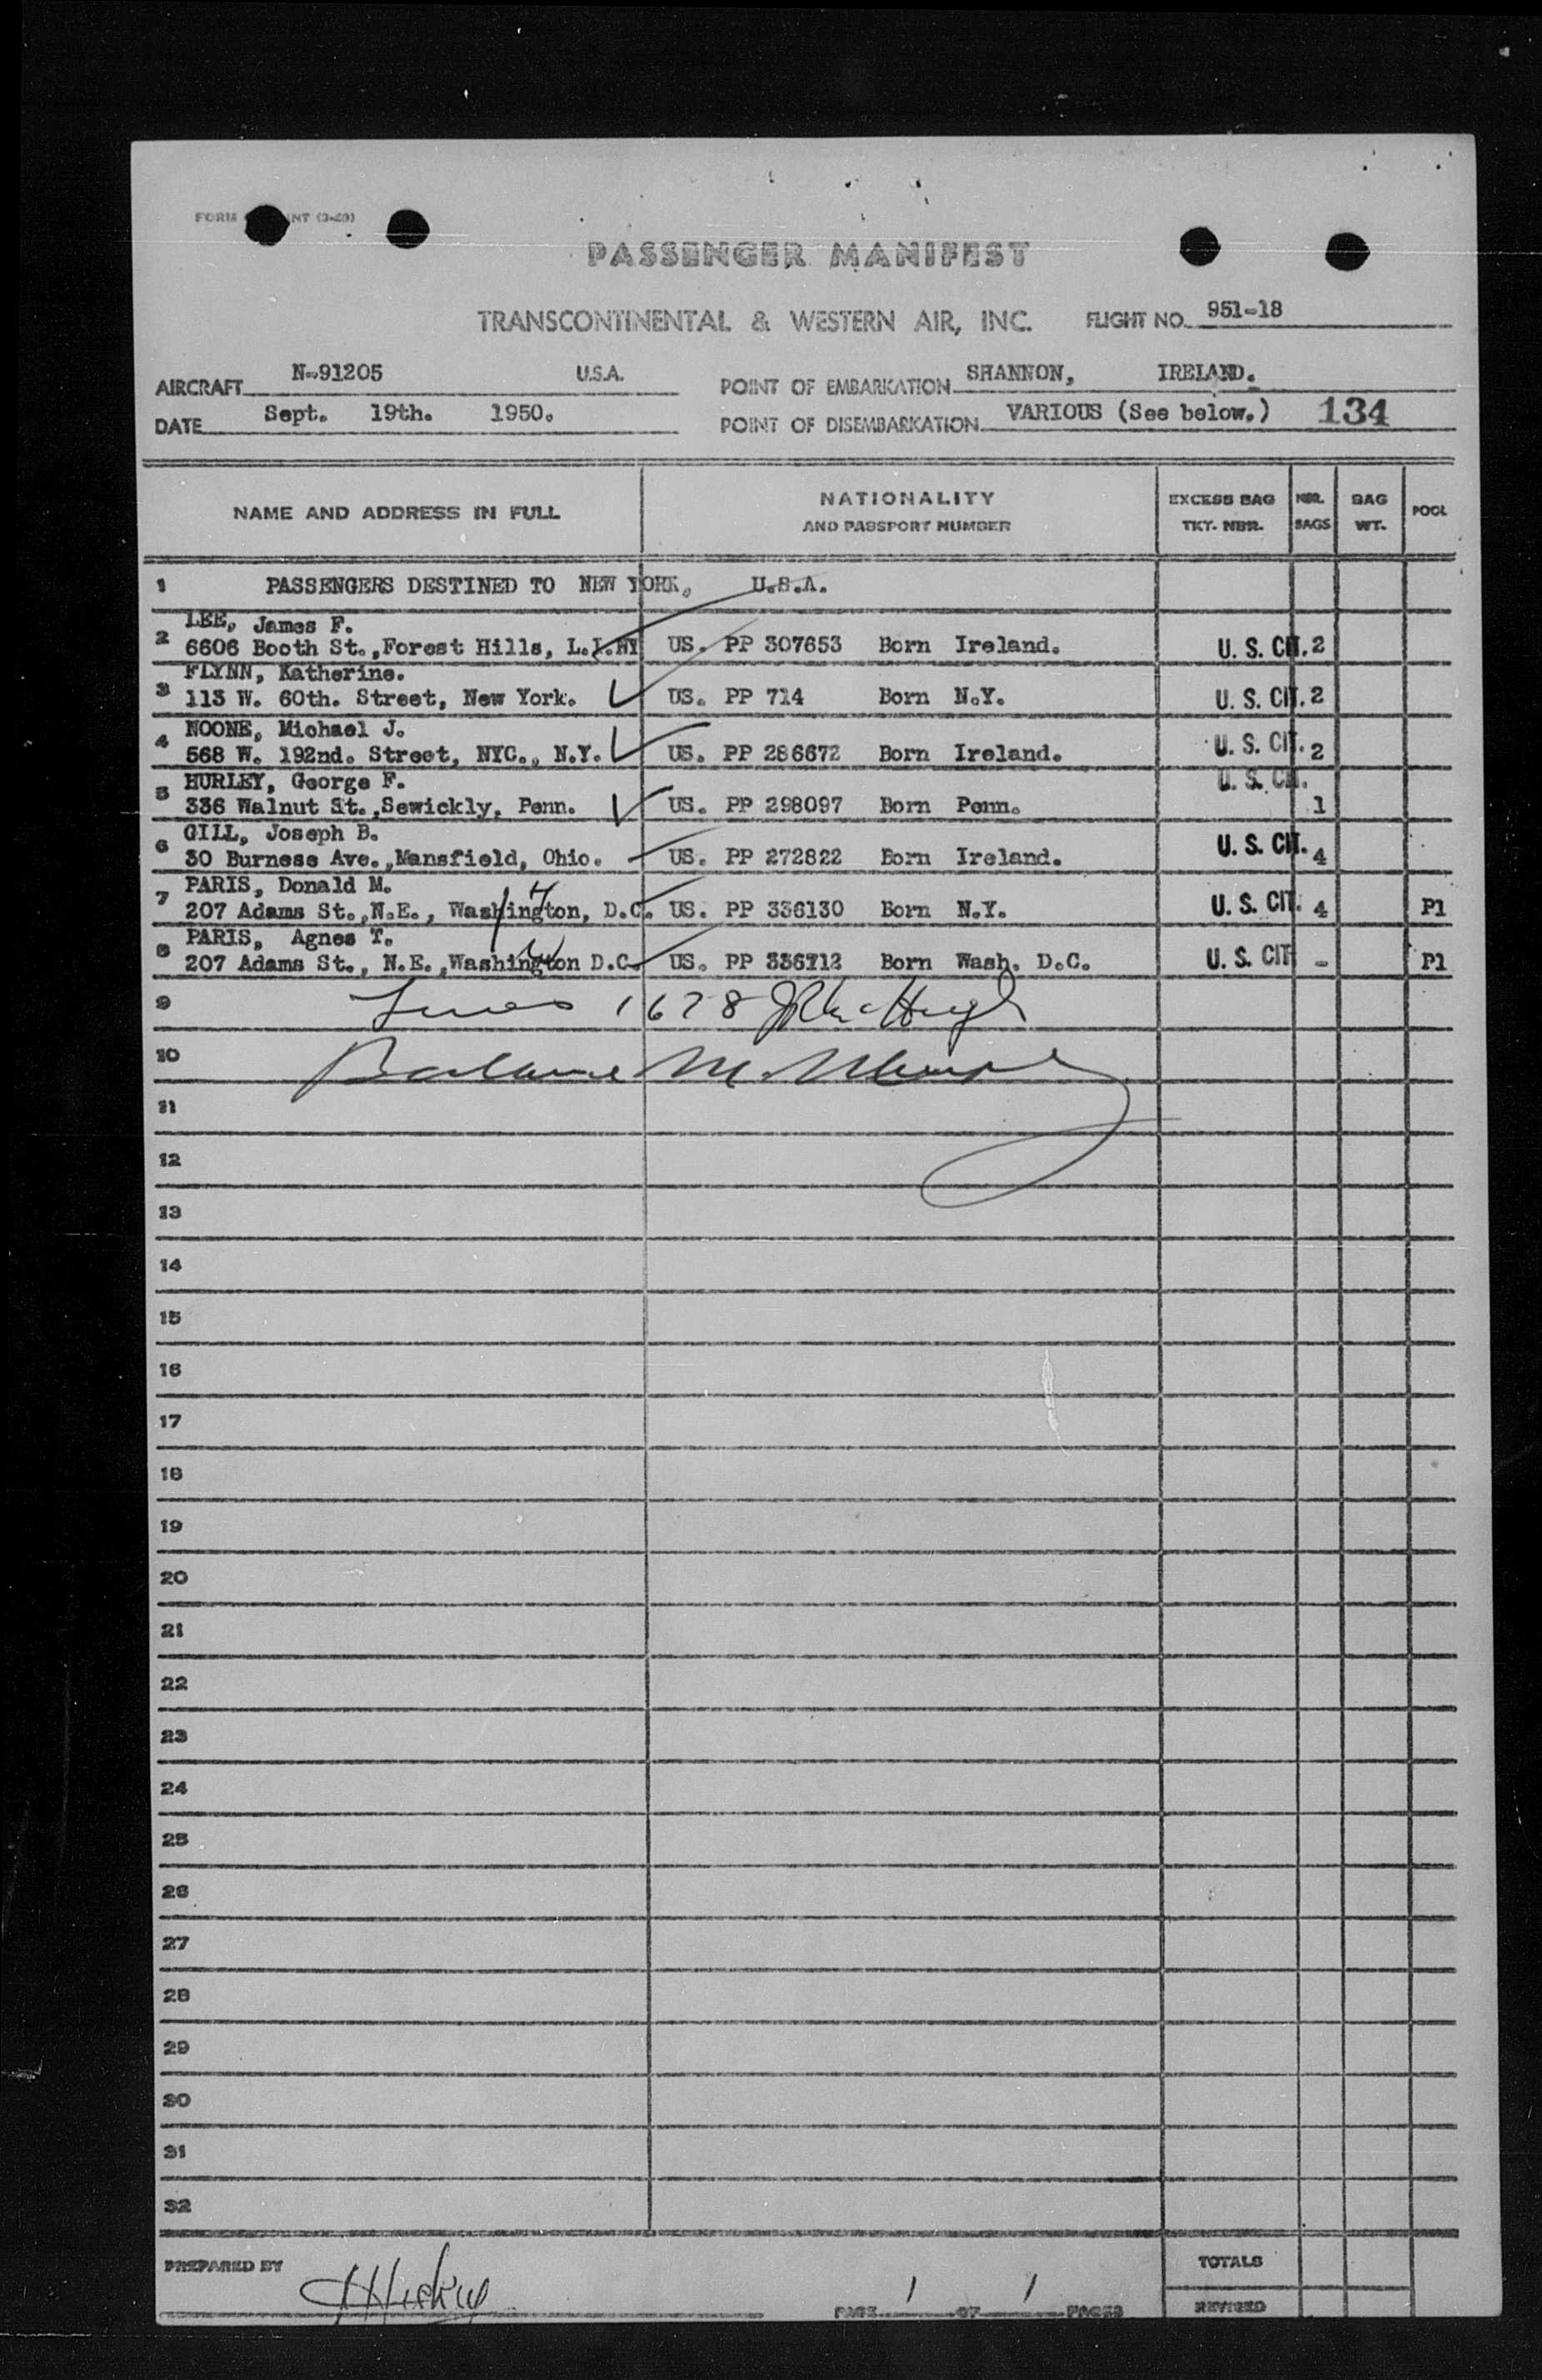 FORM INT (3-49)
PASSENGER MANIFEST
TRANSCONTINENTAL & WESTERN AIR, INC. FLIGHT NO. 951-18
AIRCRAFT N-91205 U.S.A. POINT OF EMBARKATION SHANNON, IRELAND.
DATE Sept. 19th. 1950. POINT OF DISEMBARKATION VARIOUS (See below.) 134
NAME AND ADDRESS IN FULL NATIONALITY AND PASSPORT NUMBER EXCESS BAG TKT. NBR. NBR. BAGS BAG WT. POOL
1 PASSENGERS DESTINED TO NEW YORK, U.S.A.
LEE, James F.
2 6606 Booth St.,Forest Hills, L.I.NY US. PP 307653 Born Ireland. U. S. CIT. 2
FLYNN, Katherine.
3 113 W. 60th. Street, New York. US. PP 714 Born N.Y. U. S. CIT. 2
NOONE, Michael J.
4 568 W. 192nd. Street, NYC., N.Y. US. PP 286672 Born Ireland. U. S. CIT. 2
HURLEY, George F. U. S. CIT.
5 336 Walnut St.,Sewickly, Penn. US. PP 298097 Born Penn. 1
GILL, Joseph B.
6 30 Burness Ave.,Mansfield, Ohio. US. PP 272822 Born Ireland. U. S. CIT. 4
PARIS, Donald M.
7 207 Adams St.,N.E., Washington, D.C. US. PP 336130 Born N.Y. U. S. CIT. 4 P1
PARIS, Agnes T.
8 207 Adams St., N.E.,Washington D.C. US. PP 336712 Born Wash. D.C. U. S. CIT - P1
9 Lines 1 6 7 8
10
11
12
13
14
15
16
17
18
19
20
21
22
23
24
25
26
27
28
29
30
31
32
PREPARED BY TOTALS
PAGE 1 OF 1 PAGES REVISED